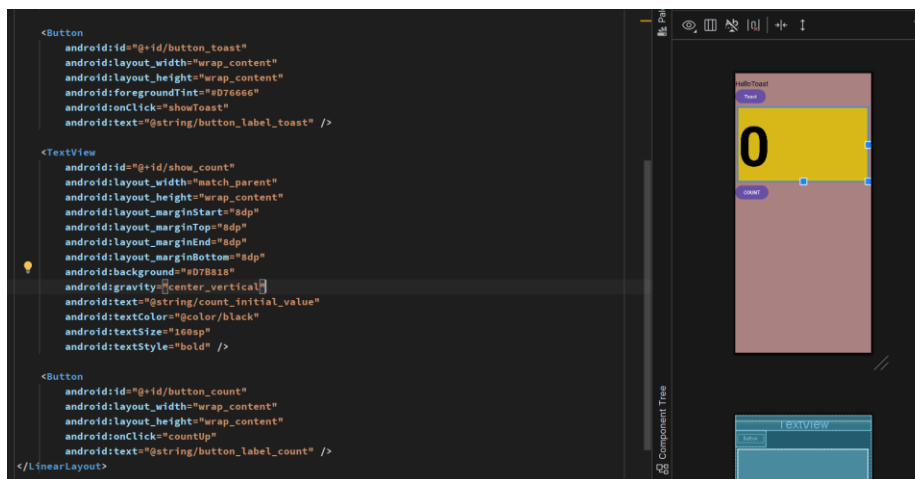 <Button
android:id="@+id/button_toast"
android:layout_width="wrap_content"
android:layout_height="wrap_content"
android:foregroundTint="#D76666"
android:onClick="showToast"
android:text="@string/button_label_toast" />
<TextView
android:id="@+id/show_count"
android:layout_width="match_parent"
android:layout_height="wrap_content"
android:layout_marginStart="8dp"
android:layout_marginTop="8dp"
android:layout_marginEnd="8dp"
android:layout_marginBottom="8dp"
android:background="#D7B818"
android:gravity="center_vertical"
android:text="@string/count_initial_value"
android:textColor="@color/black"
android:textSize="160sp"
android:textStyle="bold" />
<Button
android:id="@+id/button_count"
android:layout_width="wrap_content"
android:layout_height="wrap_content"
android:onClick="countUp"
android:text="@string/button_label_count" />
</LinearLayout>
Pal
Component Tree
HelloToast
Toast
0
COUNT
TextView
Button